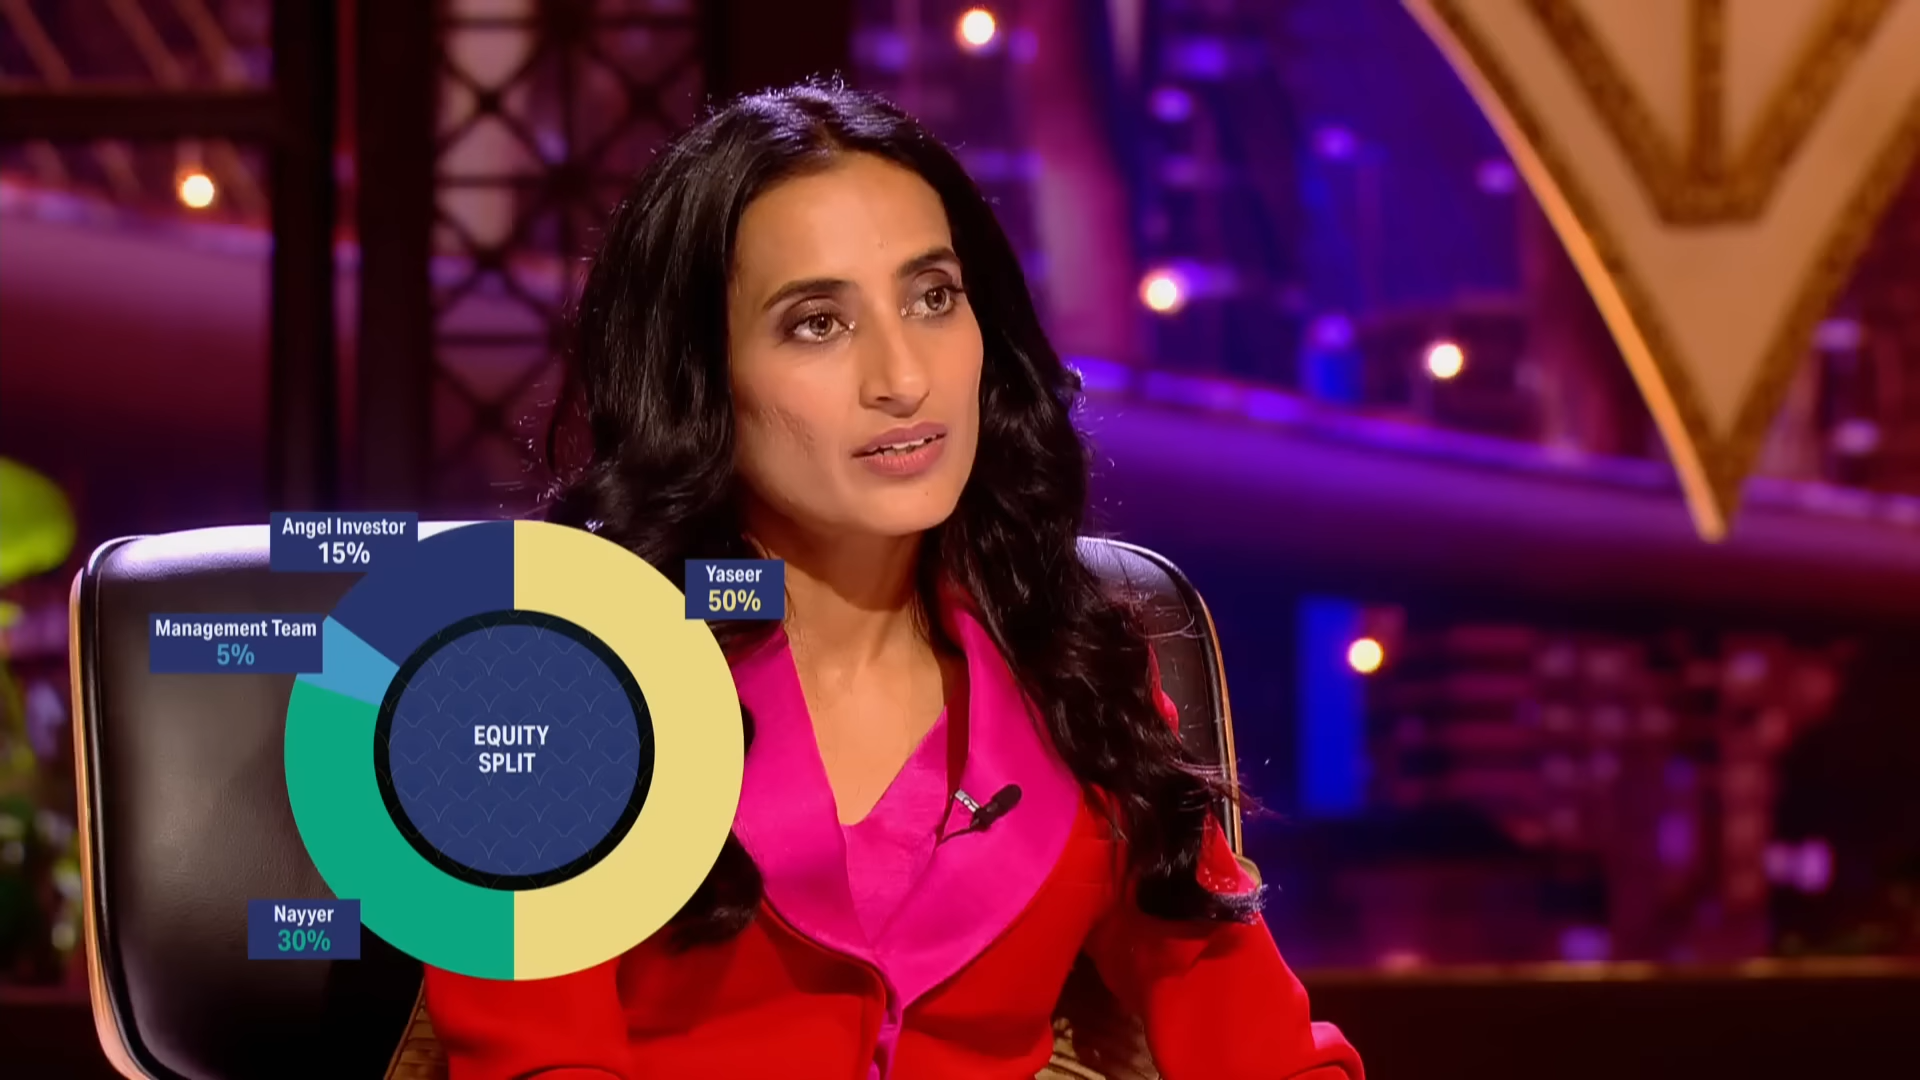 Angel Investor
15%
Yaseer
50%
Management Team
5%
EQUITY
SPLIT
Nayyer
30%